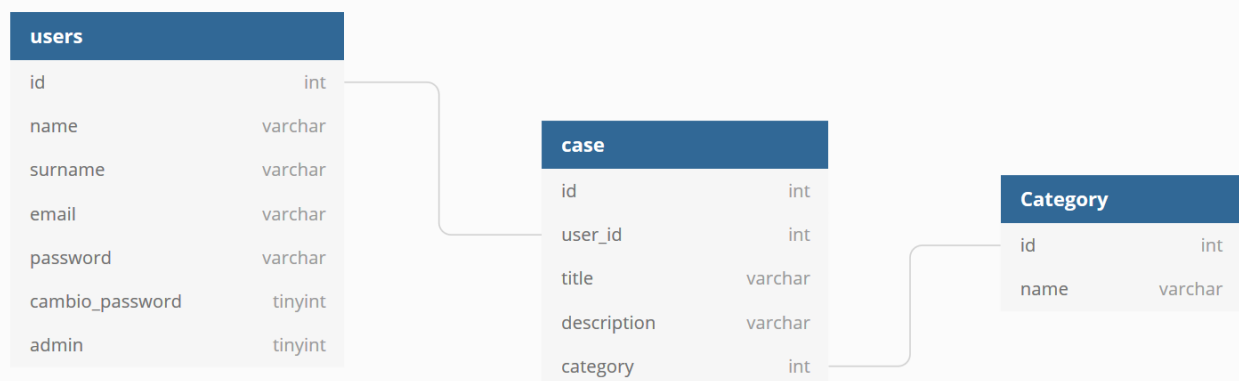 users
id int
name varchar
surname varchar
email varchar
password varchar
cambio_password tinyint
admin tinyint
case
id int
user_id int
title varchar
description varchar
category int
Category
id int
name varchar